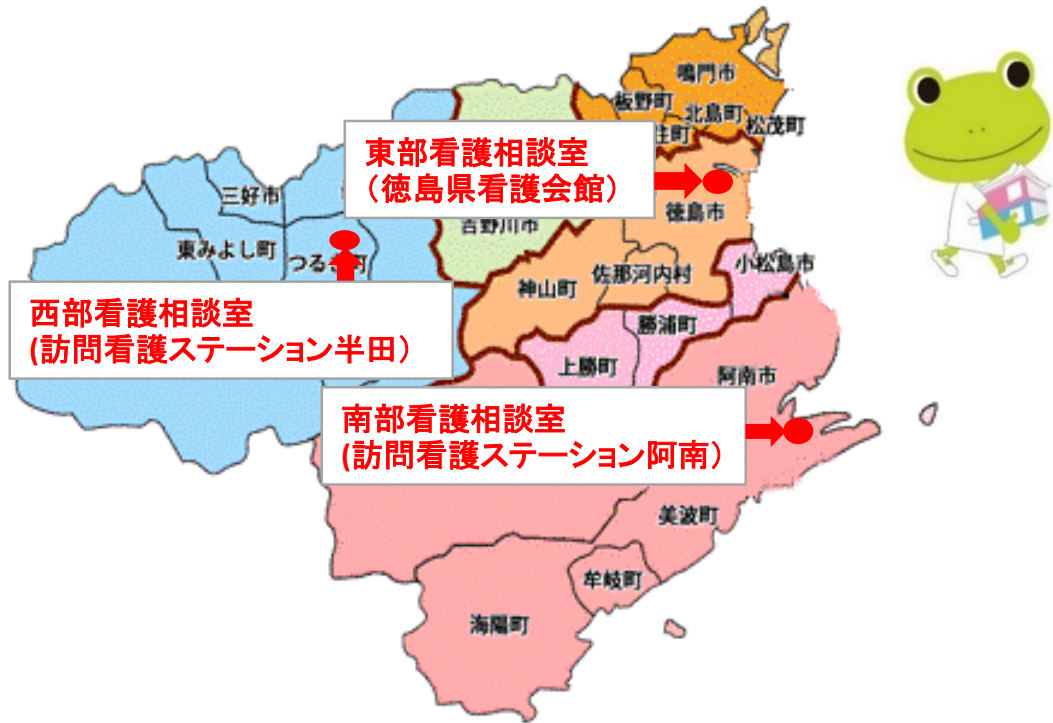 鳴門市
板野町
北島町
松茂町
住町
東部看護相談室
（徳島県看護会館）
徳島市
三好市
吉野川市
東みよし町
つるぎ町
佐那河内村
小松島市
神山町
西部看護相談室
(訪問看護ステーション半田）
勝浦町
上勝町
阿南市
南部看護相談室
(訪問看護ステーション阿南）
美波町
牟岐町
海陽町